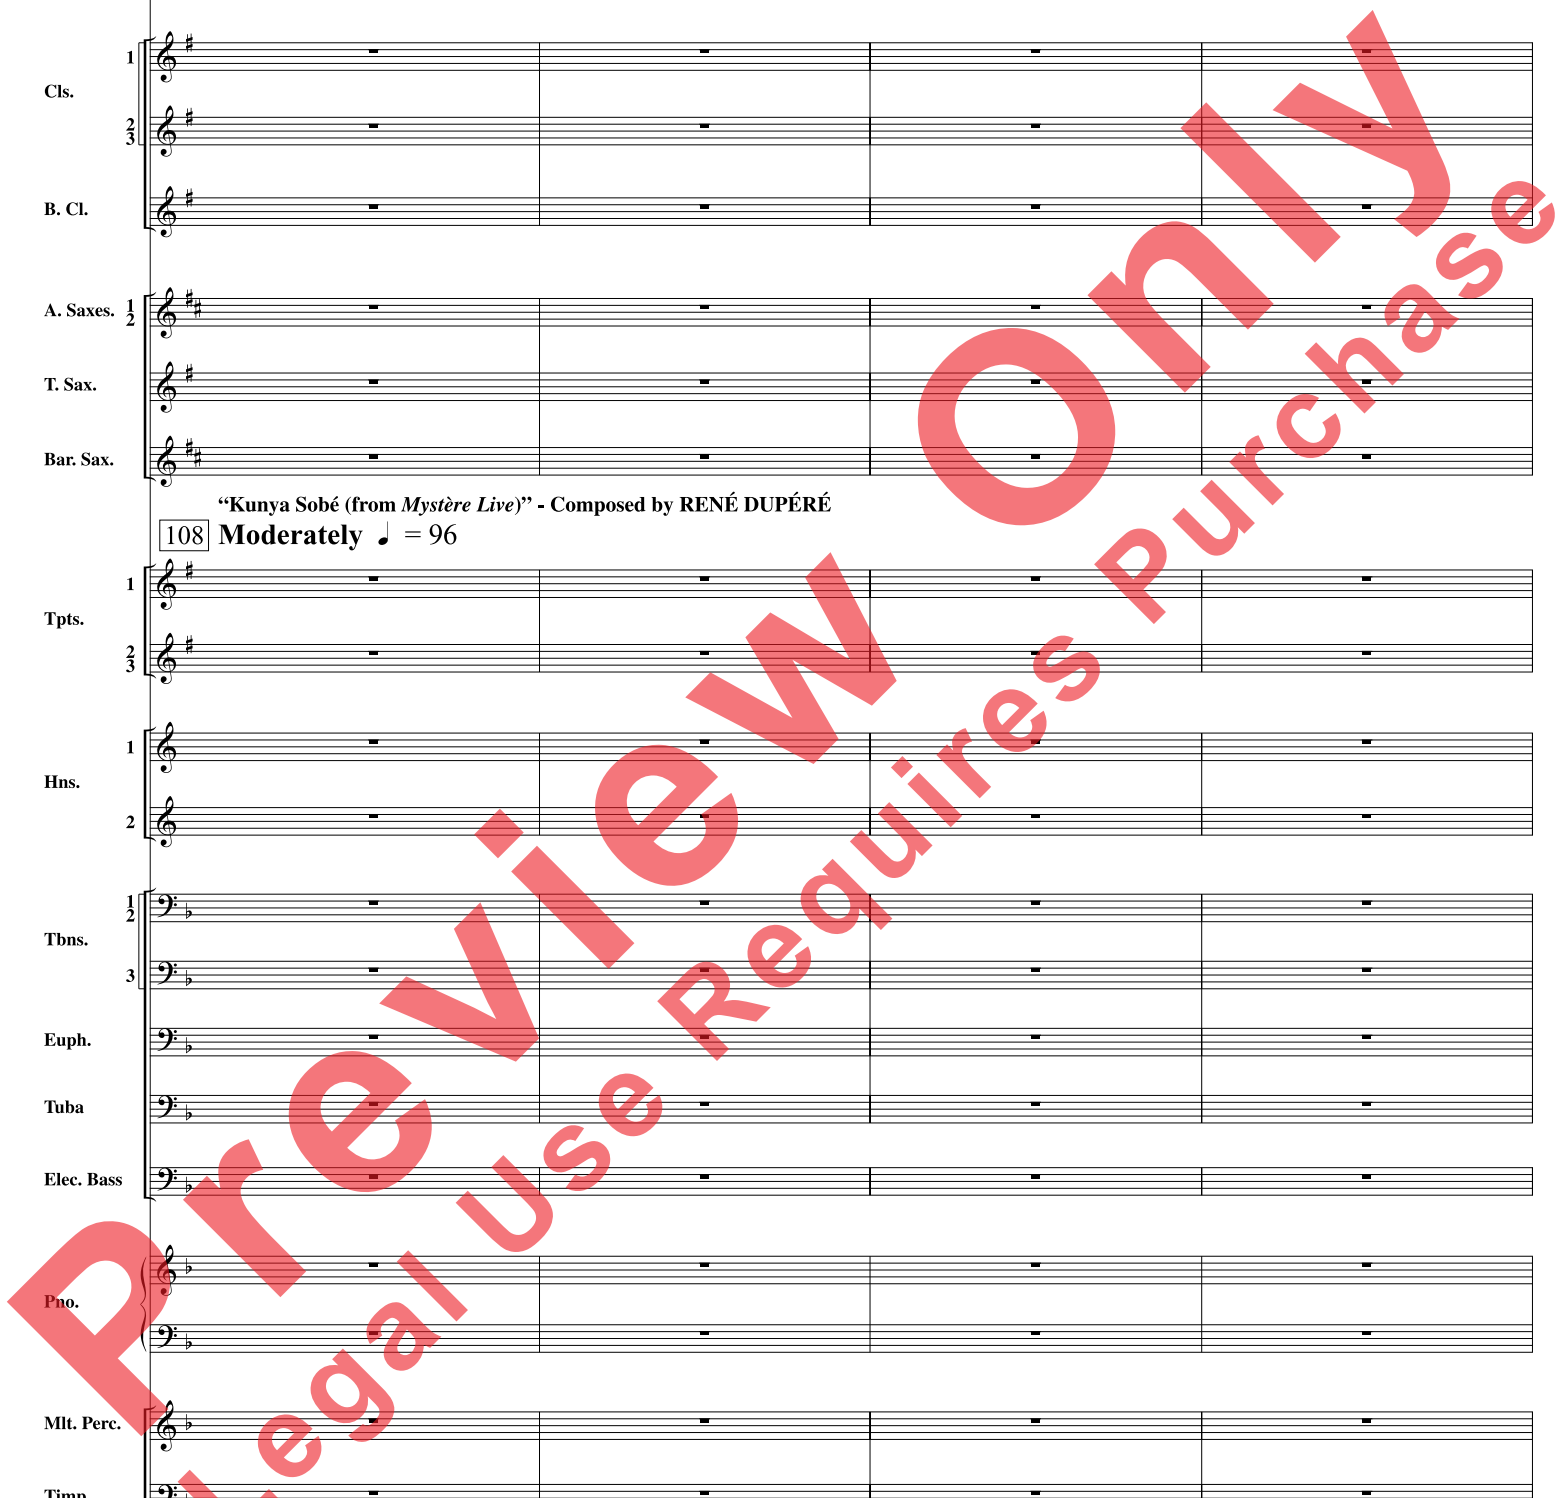 1
Cls.
2
3
B. Cl.
A. Saxes. 1
2
T. Sax.
Bar. Sax.
“Kunya Sobé (from Mystère Live)” - Composed by RENÉ DUPÉRÉ
108 Moderately ♩ = 96
1
Tpts.
2
3
1
Hns.
2
1
2
Tbns.
3
Euph.
Tuba
Elec. Bass
Pno.
Mlt. Perc.
Timp.
Preview Only
Legal Use Requires Purchase